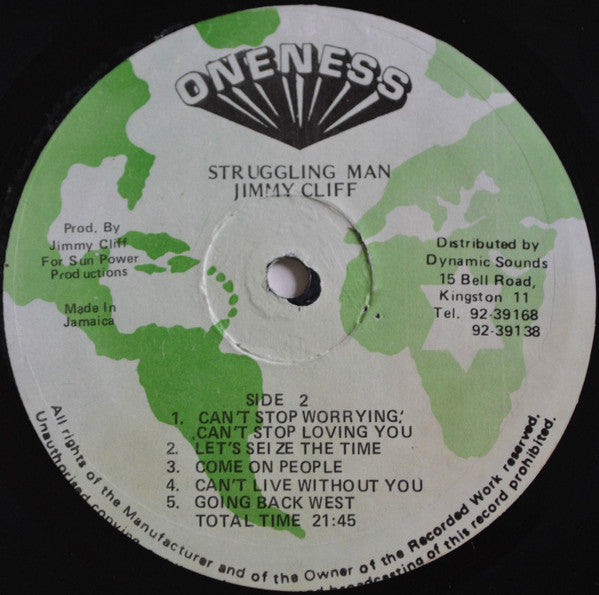 ONENESS
STRUGGLING MAN
JIMMY CLIFF
Prod. By
Jimmy Cliff
For Sun Power
Productions
Made In
Jamaica
Distributed by
Dynamic Sounds
15 Bell Road,
Kingston 11
Tel. 92-39168
92-39138
SIDE 2
1. CAN'T STOP WORRYING,
CAN'T STOP LOVING YOU
2. LET'S SEIZE THE TIME
3. COME ON PEOPLE
4. CAN'T LIVE WITHOUT YOU
5. GOING BACK WEST
TOTAL TIME 21:45
All rights of the Manufacturer and of the Owner of the Recorded Work reserved.
Unauthorised copying broadcasting of this record prohibited.